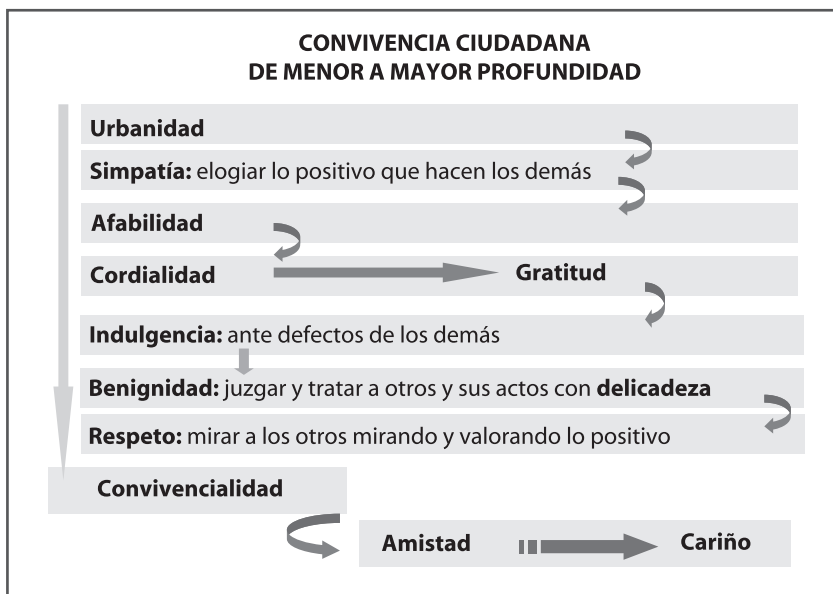 CONVIVENCIA CIUDADANA
DE MENOR A MAYOR PROFUNDIDAD
Urbanidad
Simpatía: elogiar lo positivo que hacen los demás
Afabilidad
Cordialidad Gratitud
Indulgencia: ante defectos de los demás
Benignidad: juzgar y tratar a otros y sus actos con delicadeza
Respeto: mirar a los otros mirando y valorando lo positivo
Convivencialidad
Amistad Cariño